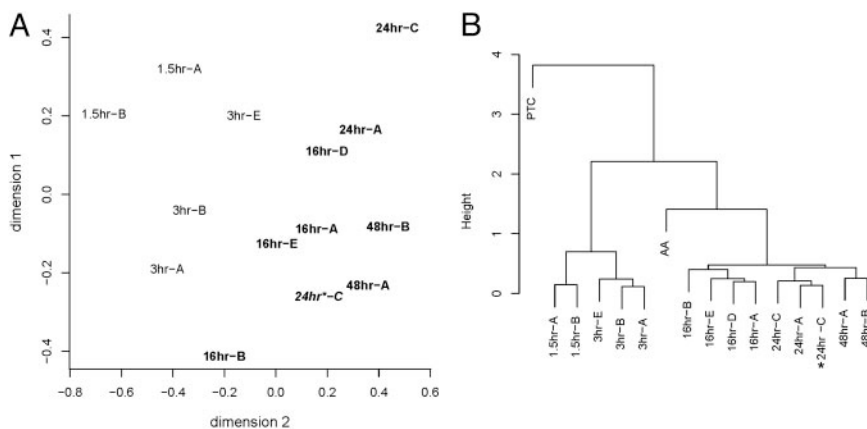 A
B
0.4
0.2
0.0
−0.2
−0.4
dimension 1
−0.8
−0.6
−0.4
−0.2
0.0
0.2
0.4
0.6
dimension 2
24hr−C
1.5hr−A
1.5hr−B
3hr−E
24hr−A
16hr−D
3hr−B
16hr−A
48hr−B
16hr−E
3hr−A
48hr−A
24hr*−C
16hr−B
4
3
2
1
0
Height
PTC
AA
1.5hr−A
1.5hr−B
3hr−E
3hr−B
3hr−A
16hr−B
16hr−E
16hr−D
16hr−A
24hr−C
24hr−A
*24hr −C
48hr−A
48hr−B